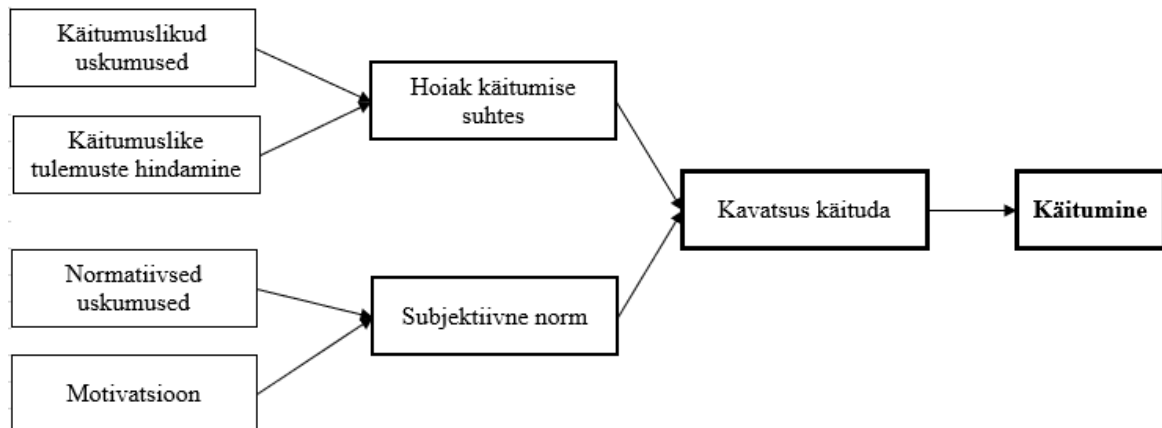 Käitumuslikud
uskumused
Käitumuslike
tulemuste hindamine
Hoiak käitumise
suhtes
Kavatsus käituda
Käitumine
Normatiivsed
uskumused
Motivatsioon
Subjektiivne norm